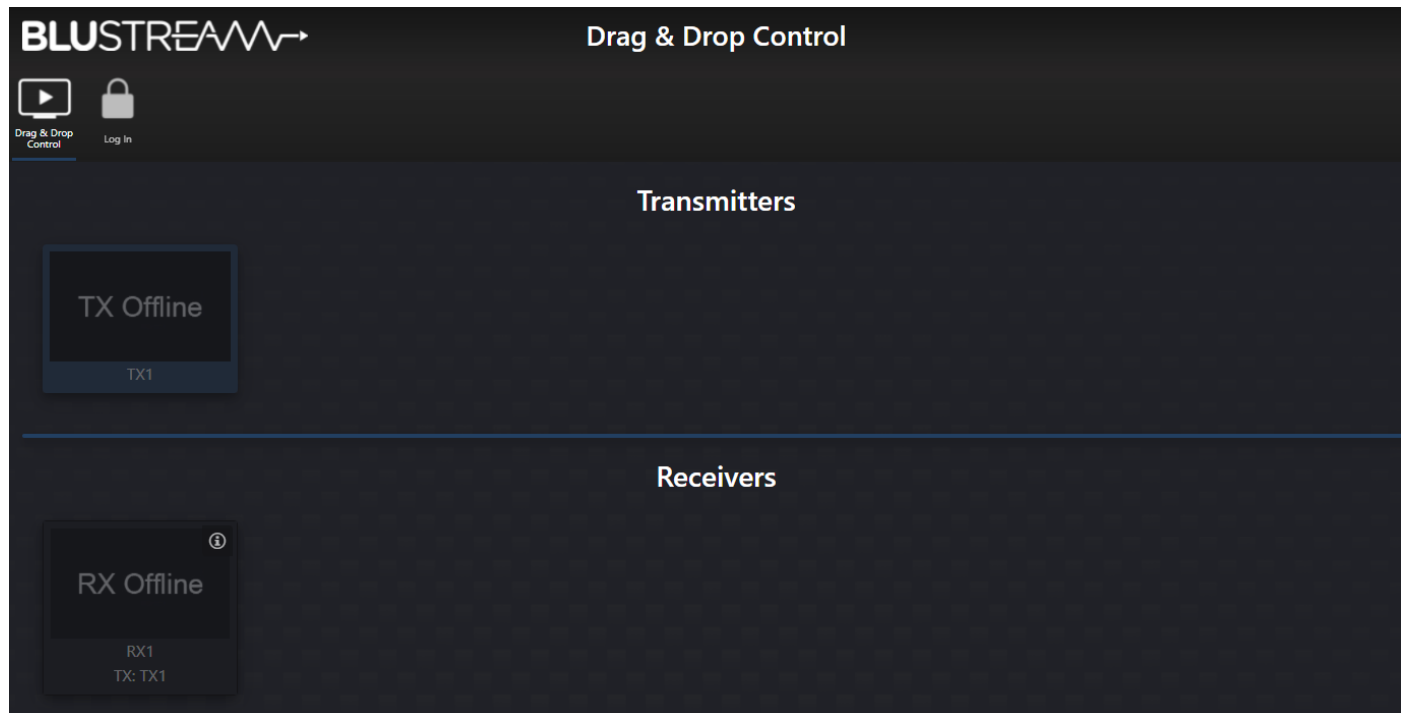 BLUSTREAM
Drag & Drop Control
Drag & Drop
Control
Log In
Transmitters
TX Offline
TX1
Receivers
RX Offline
RX1
TX: TX1